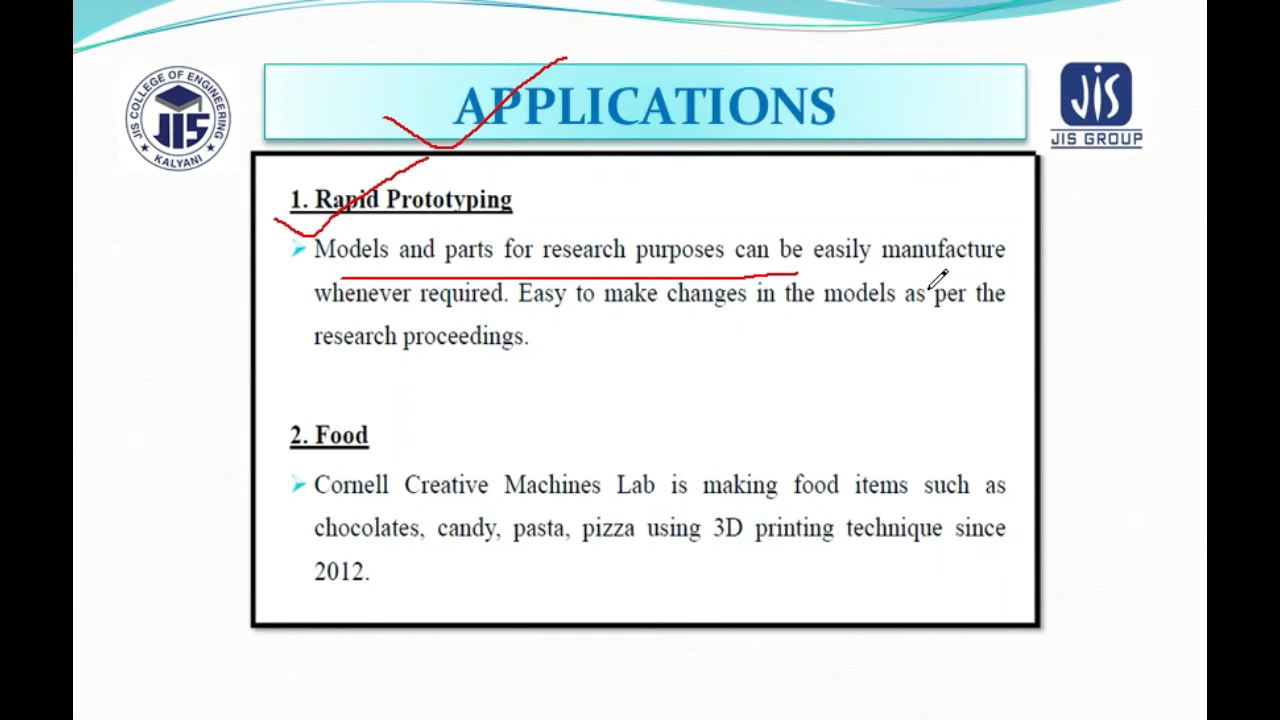 JIS COLLEGE OF ENGINEERING
JIS
KALYANI
APPLICATIONS
JIS
JIS GROUP
1. Rapid Prototyping
Models and parts for research purposes can be easily manufacture
whenever required. Easy to make changes in the models as per the
research proceedings.
2. Food
Cornell Creative Machines Lab is making food items such as
chocolates, candy, pasta, pizza using 3D printing technique since
2012.